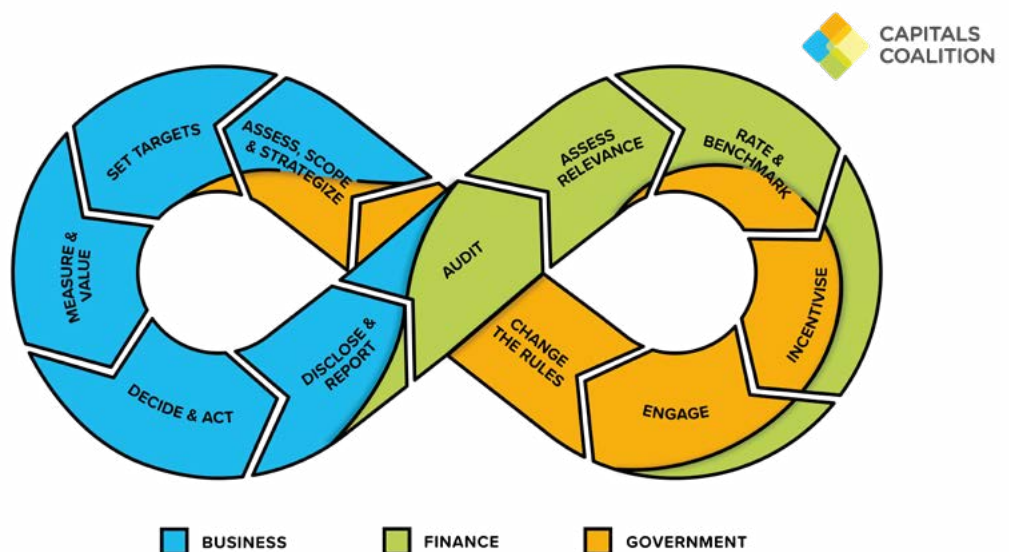 CAPITALS
COALITION
ASSESS, SCOPE
& STRATEGIZE
SET TARGETS
MEASURE &
VALUE
DECIDE & ACT
DISCLOSE &
REPORT
AUDIT
ASSESS
RELEVANCE
RATE &
BENCHMARK
INCENTIVISE
ENGAGE
CHANGE
THE RULES
BUSINESS
FINANCE
GOVERNMENT